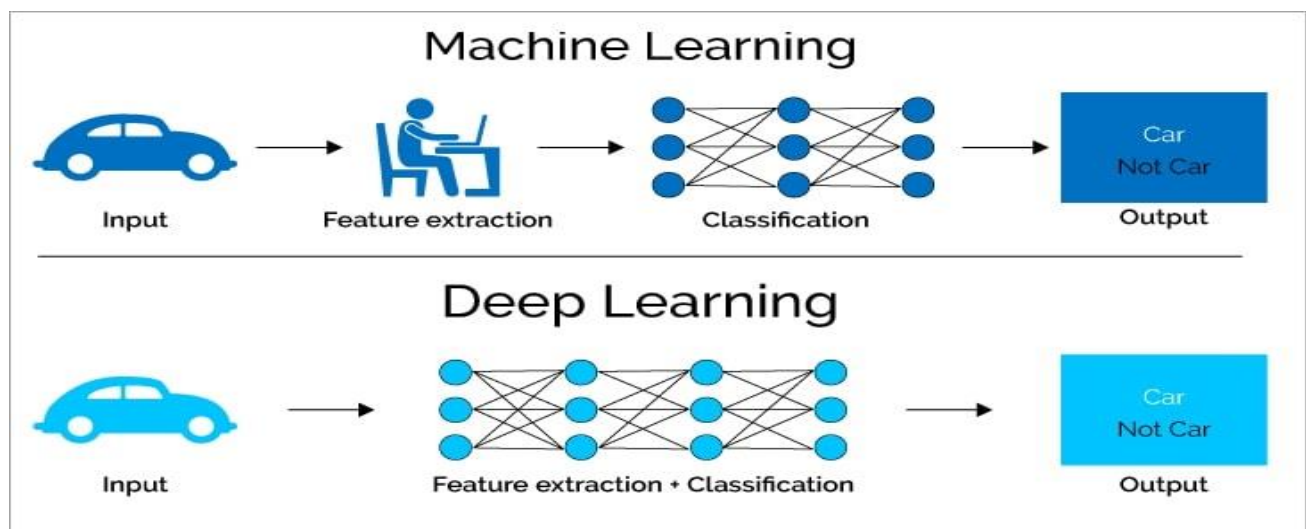 Machine Learning
Car
Not Car
Input
Feature extraction
Classification
Output
Deep Learning
Car
Not Car
Input
Feature extraction + Classification
Output